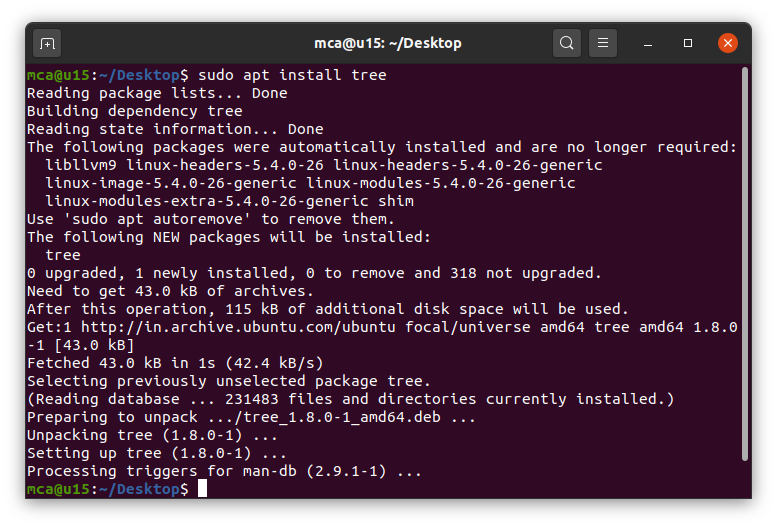 mca@u15: ~/Desktop
mca@u15:~/Desktop$ sudo apt install tree
Reading package lists... Done
Building dependency tree
Reading state information... Done
The following packages were automatically installed and are no longer required:
  libllvm9 linux-headers-5.4.0-26 linux-headers-5.4.0-26-generic
  linux-image-5.4.0-26-generic linux-modules-5.4.0-26-generic
  linux-modules-extra-5.4.0-26-generic shim
Use 'sudo apt autoremove' to remove them.
The following NEW packages will be installed:
  tree
0 upgraded, 1 newly installed, 0 to remove and 318 not upgraded.
Need to get 43.0 kB of archives.
After this operation, 115 kB of additional disk space will be used.
Get:1 http://in.archive.ubuntu.com/ubuntu focal/universe amd64 tree amd64 1.8.0
-1 [43.0 kB]
Fetched 43.0 kB in 1s (42.4 kB/s)
Selecting previously unselected package tree.
(Reading database ... 231483 files and directories currently installed.)
Preparing to unpack .../tree_1.8.0-1_amd64.deb ...
Unpacking tree (1.8.0-1) ...
Setting up tree (1.8.0-1) ...
Processing triggers for man-db (2.9.1-1) ...
mca@u15:~/Desktop$